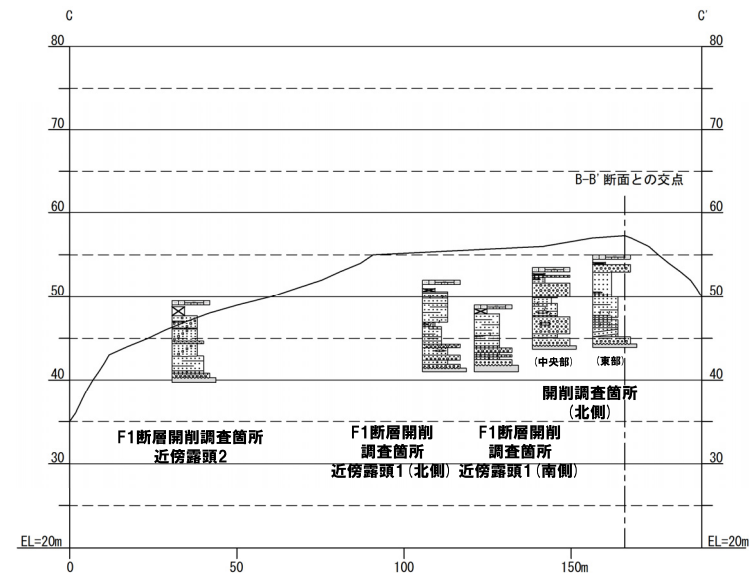 C
C'
80
80
70
70
B-B'断面との交点
60
60
50
50
(中央部)
(東部)
40
40
開削調査箇所
(北側)
F1断層開削調査箇所
近傍露頭2
F1断層開削
調査箇所
近傍露頭1(北側)
F1断層開削
調査箇所
近傍露頭1(南側)
30
30
EL=20m
EL=20m
0
50
100
150m